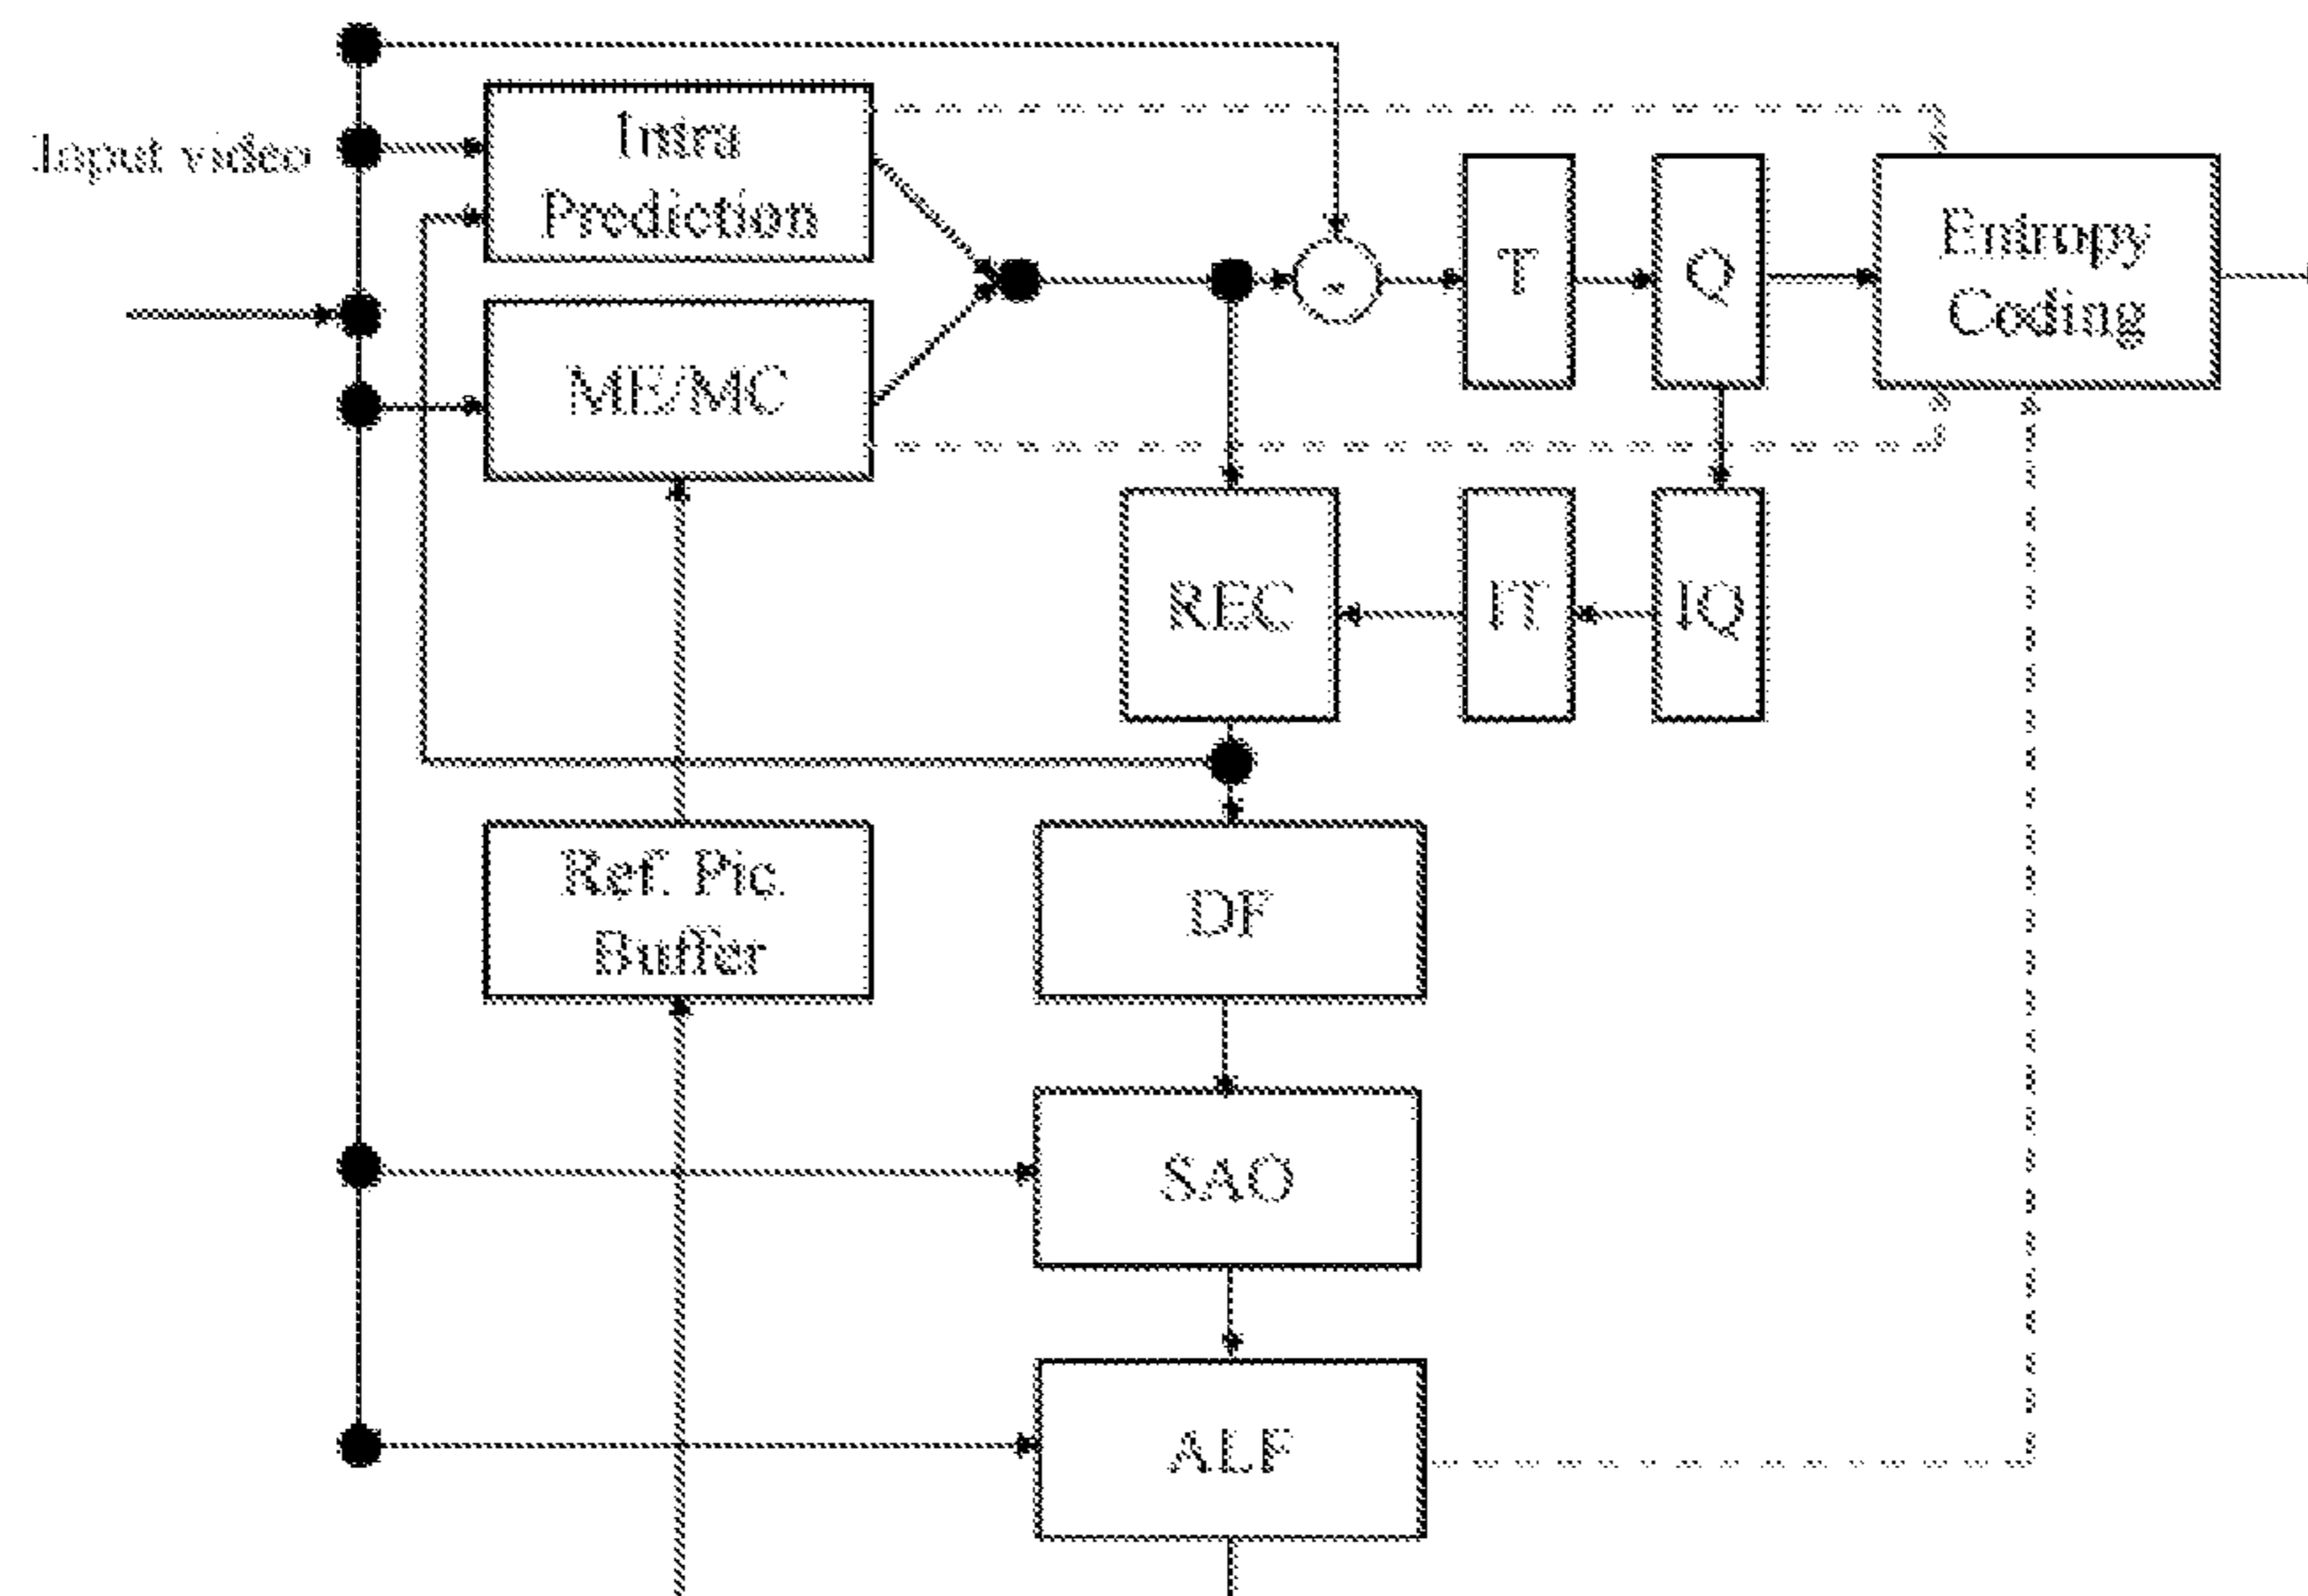 Input video
Intra
Prediction
ME/MC
-
T
Q
Entropy
Coding
REC
IT
IQ
Ref. Pic.
Buffer
DF
SAO
ALF